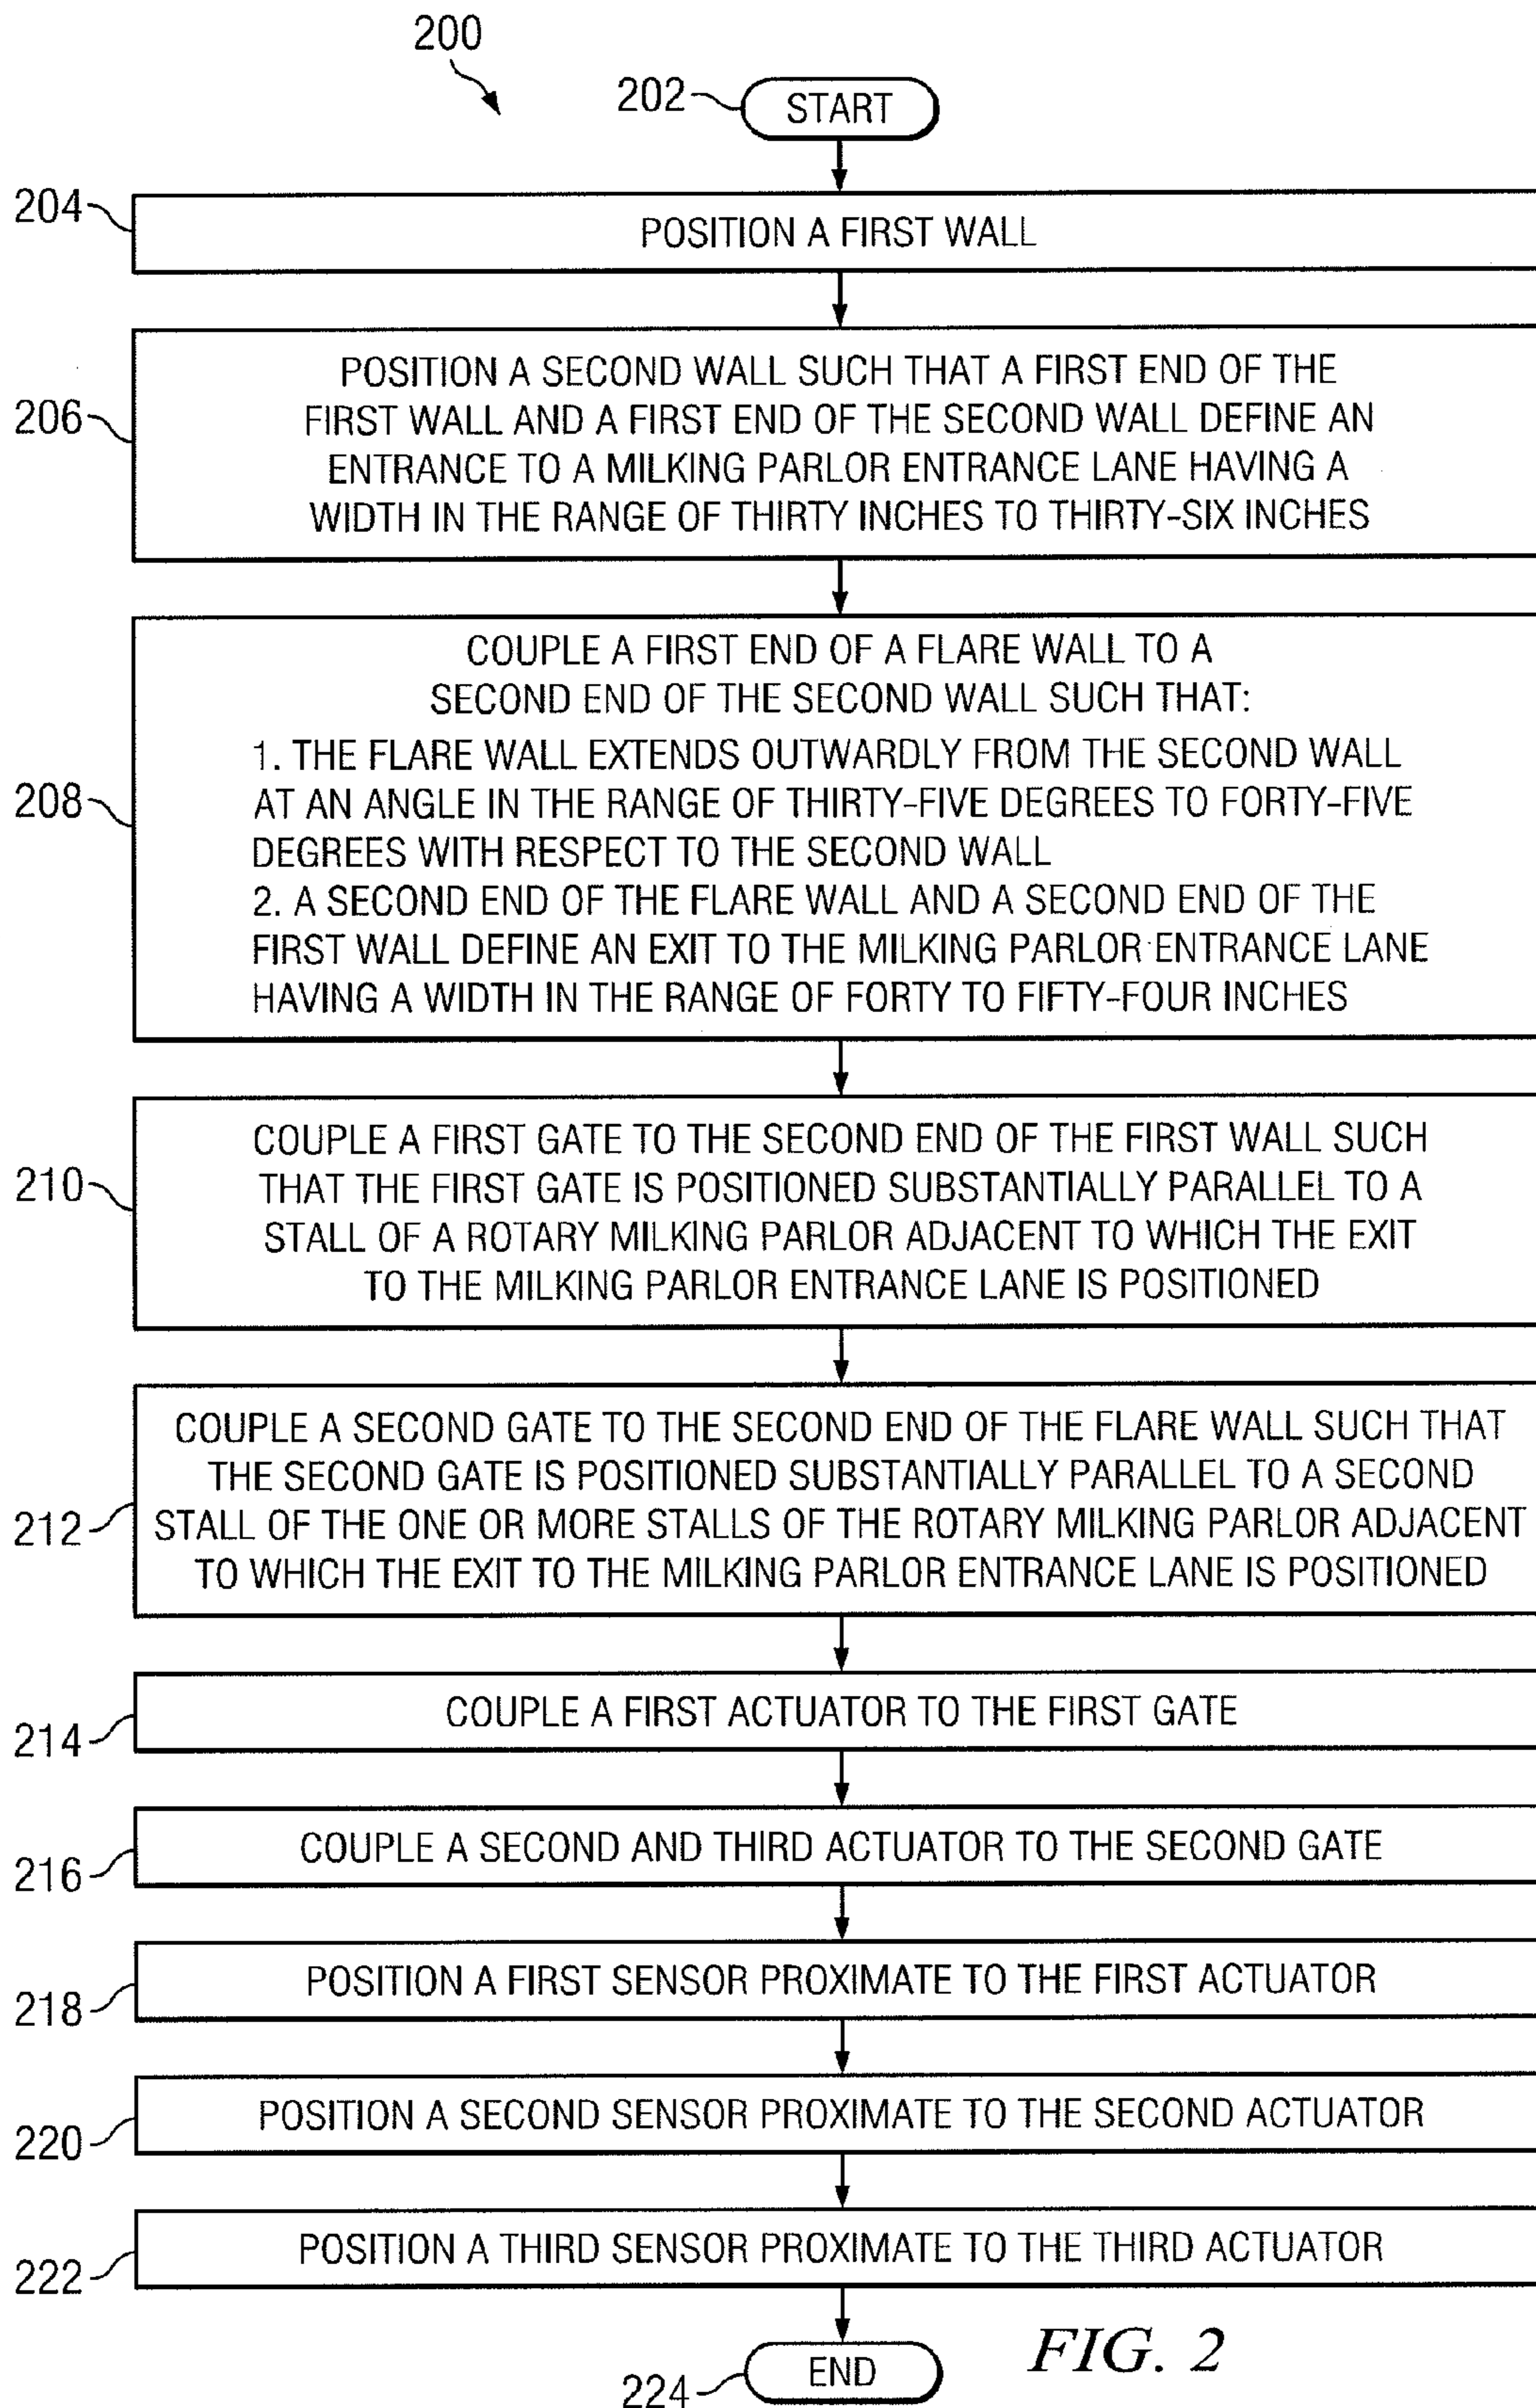 200
202
START
204
POSITION A FIRST WALL
206
POSITION A SECOND WALL SUCH THAT A FIRST END OF THE
FIRST WALL AND A FIRST END OF THE SECOND WALL DEFINE AN
ENTRANCE TO A MILKING PARLOR ENTRANCE LANE HAVING A
WIDTH IN THE RANGE OF THIRTY INCHES TO THIRTY-SIX INCHES
208
COUPLE A FIRST END OF A FLARE WALL TO A
SECOND END OF THE SECOND WALL SUCH THAT:
1. THE FLARE WALL EXTENDS OUTWARDLY FROM THE SECOND WALL
AT AN ANGLE IN THE RANGE OF THIRTY-FIVE DEGREES TO FORTY-FIVE
DEGREES WITH RESPECT TO THE SECOND WALL
2. A SECOND END OF THE FLARE WALL AND A SECOND END OF THE
FIRST WALL DEFINE AN EXIT TO THE MILKING PARLOR ENTRANCE LANE
HAVING A WIDTH IN THE RANGE OF FORTY TO FIFTY-FOUR INCHES
210
COUPLE A FIRST GATE TO THE SECOND END OF THE FIRST WALL SUCH
THAT THE FIRST GATE IS POSITIONED SUBSTANTIALLY PARALLEL TO A
STALL OF A ROTARY MILKING PARLOR ADJACENT TO WHICH THE EXIT
TO THE MILKING PARLOR ENTRANCE LANE IS POSITIONED
212
COUPLE A SECOND GATE TO THE SECOND END OF THE FLARE WALL SUCH THAT
THE SECOND GATE IS POSITIONED SUBSTANTIALLY PARALLEL TO A SECOND
STALL OF THE ONE OR MORE STALLS OF THE ROTARY MILKING PARLOR ADJACENT
TO WHICH THE EXIT TO THE MILKING PARLOR ENTRANCE LANE IS POSITIONED
214
COUPLE A FIRST ACTUATOR TO THE FIRST GATE
216
COUPLE A SECOND AND THIRD ACTUATOR TO THE SECOND GATE
218
POSITION A FIRST SENSOR PROXIMATE TO THE FIRST ACTUATOR
220
POSITION A SECOND SENSOR PROXIMATE TO THE SECOND ACTUATOR
222
POSITION A THIRD SENSOR PROXIMATE TO THE THIRD ACTUATOR
224
END
FIG. 2